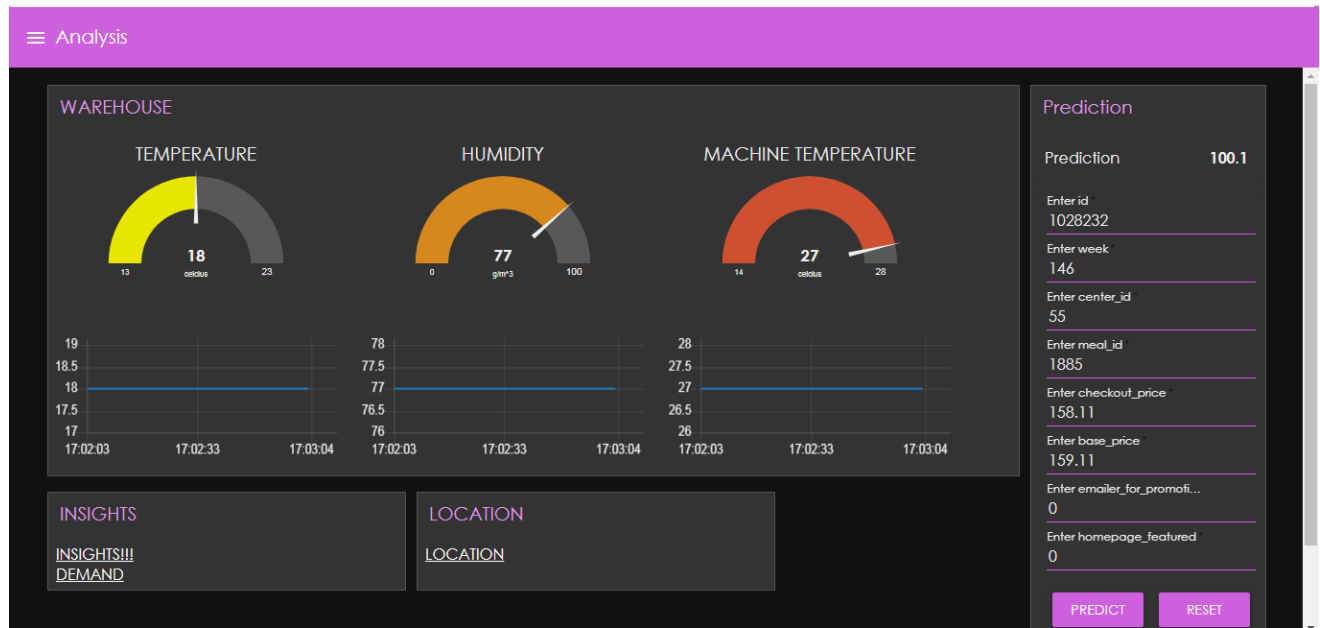 Analysis
WAREHOUSE
TEMPERATURE
18
celcius
13
23
HUMIDITY
77
g/m^3
0
100
MACHINE TEMPERATURE
27
celcius
14
28
19
18.5
18
17.5
17
17:02:03
17:02:33
17:03:04
78
77.5
77
76.5
76
17:02:03
17:02:33
17:03:04
28
27.5
27
26.5
26
17:02:03
17:02:33
17:03:04
INSIGHTS
INSIGHTS!!!
DEMAND
LOCATION
LOCATION
Prediction
Prediction 100.1
Enter id *
1028232
Enter week *
146
Enter center_id *
55
Enter meal_id *
1885
Enter checkout_price *
158.11
Enter base_price *
159.11
Enter emailer_for_promoti...
0
Enter homepage_featured *
0
PREDICT
RESET